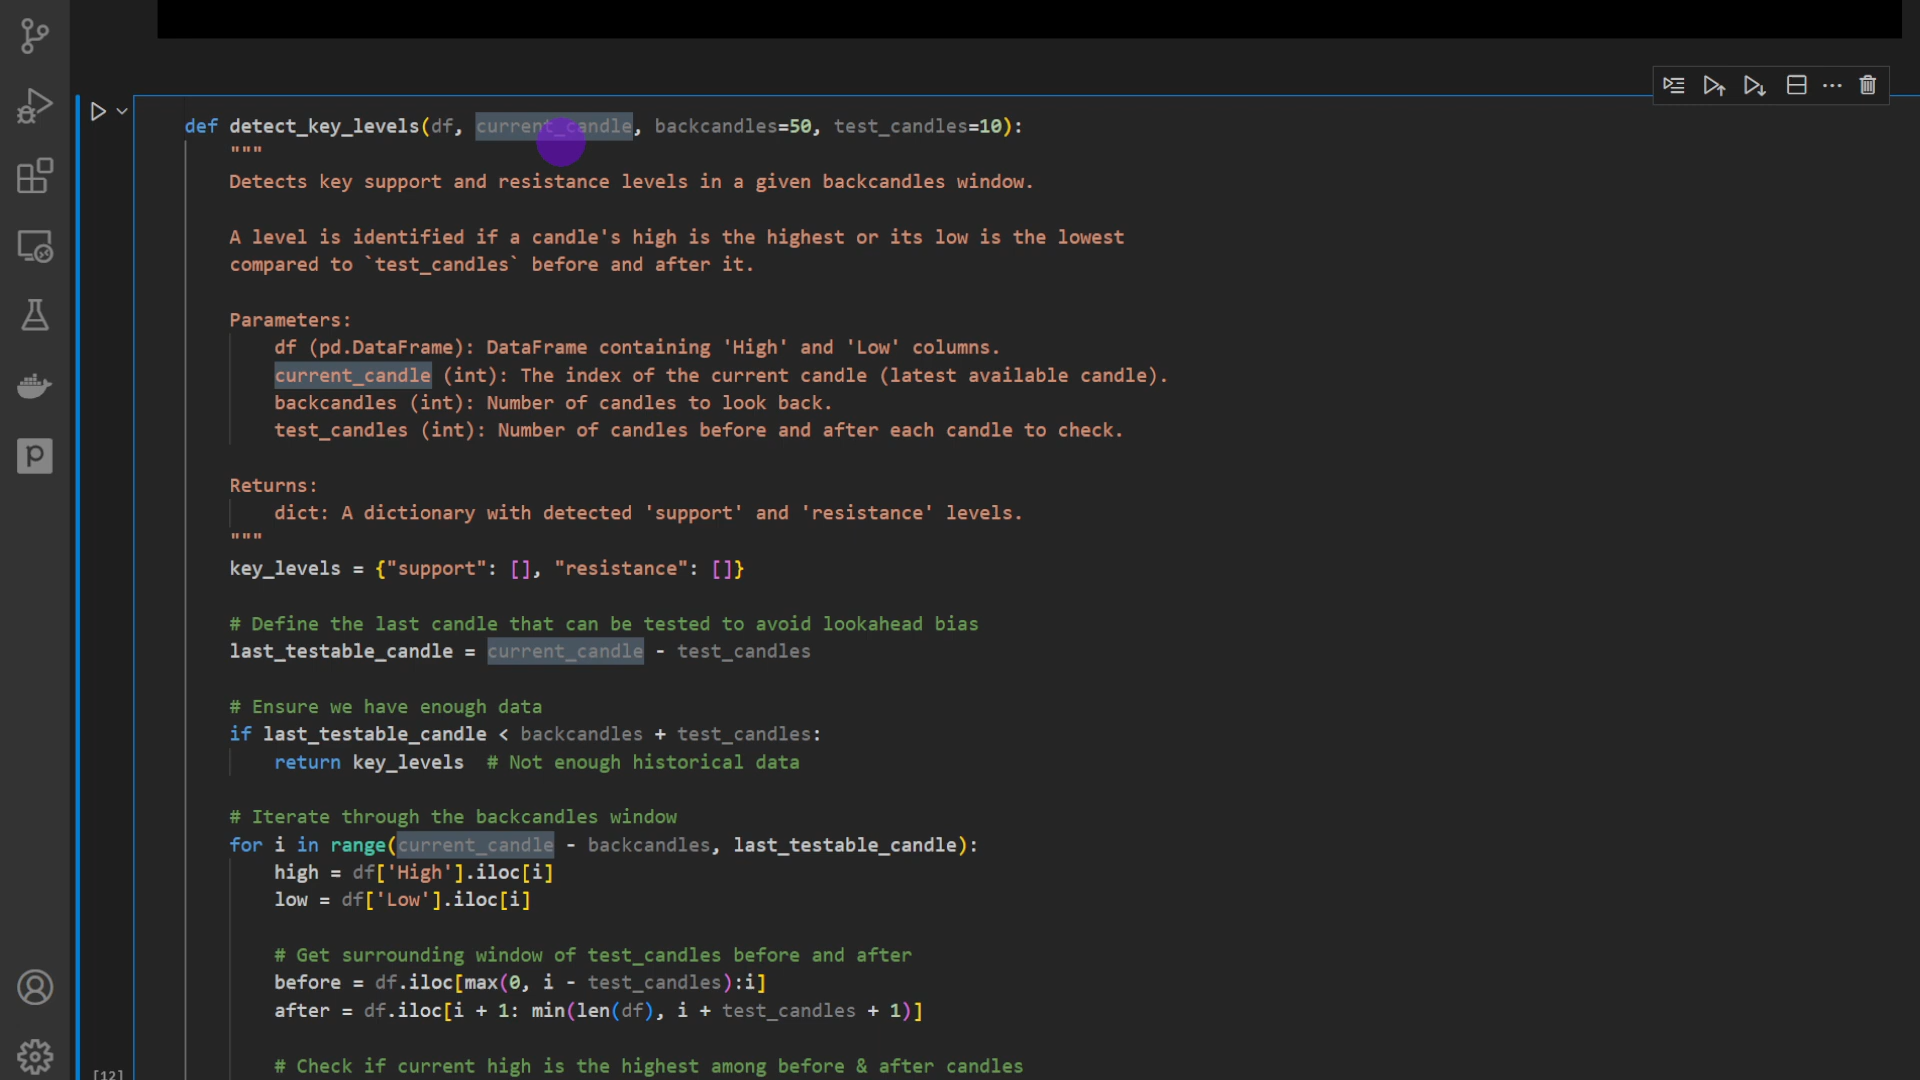 def detect_key_levels(df, current_candle, backcandles=50, test_candles=10):
"""
Detects key support and resistance levels in a given backcandles window.
A level is identified if a candle's high is the highest or its low is the lowest
compared to `test_candles` before and after it.
Parameters:
df (pd.DataFrame): DataFrame containing 'High' and 'Low' columns.
current_candle (int): The index of the current candle (latest available candle).
backcandles (int): Number of candles to look back.
test_candles (int): Number of candles before and after each candle to check.
Returns:
dict: A dictionary with detected 'support' and 'resistance' levels.
"""
key_levels = {"support": [], "resistance": []}
# Define the last candle that can be tested to avoid lookahead bias
last_testable_candle = current_candle - test_candles
# Ensure we have enough data
if last_testable_candle < backcandles + test_candles:
return key_levels  # Not enough historical data
# Iterate through the backcandles window
for i in range(current_candle - backcandles, last_testable_candle):
high = df['High'].iloc[i]
low = df['Low'].iloc[i]
# Get surrounding window of test_candles before and after
before = df.iloc[max(0, i - test_candles):i]
after = df.iloc[i + 1: min(len(df), i + test_candles + 1)]
# Check if current high is the highest among before & after candles
[12]